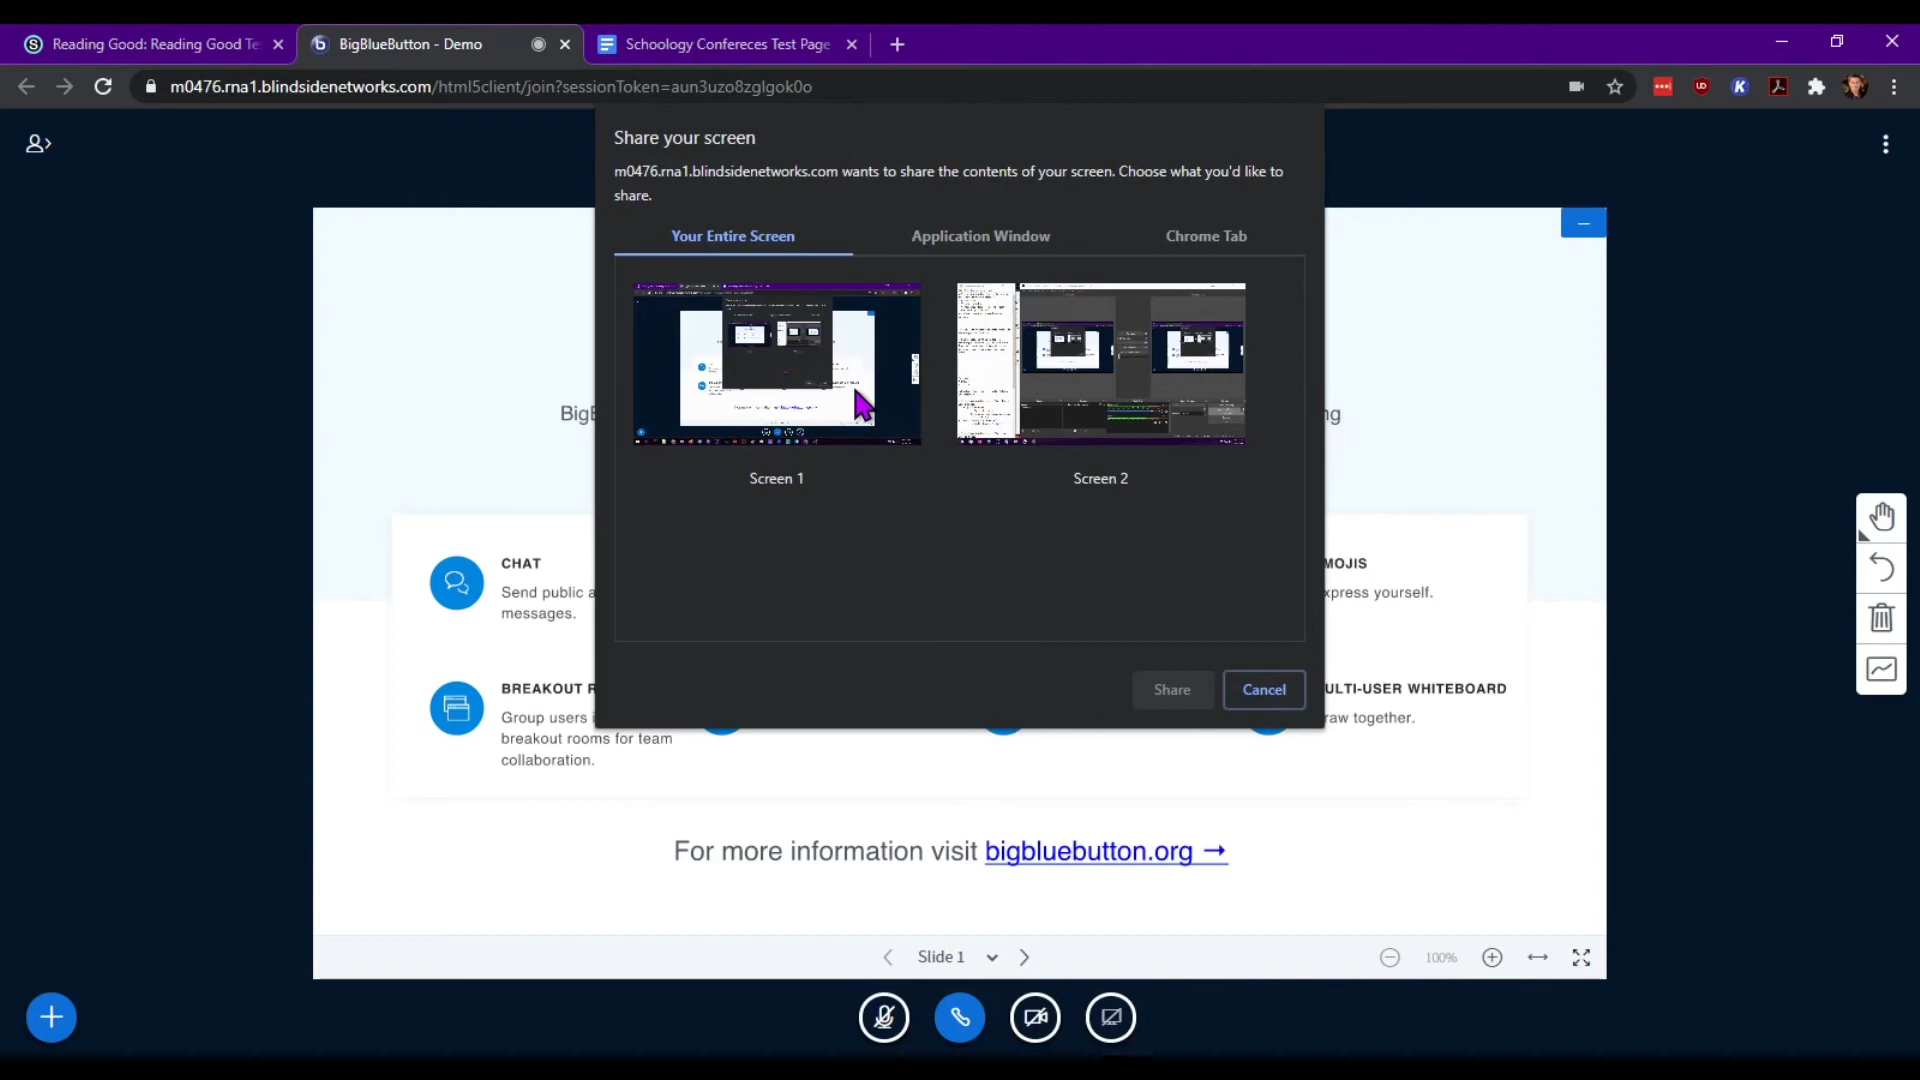 Reading Good: Reading Good Te
BigBlueButton - Demo
Schoology Confereces Test Page
m0476.rna1.blindsidenetworks.com/html5client/join?sessionToken=aun3uzo8zglgok0o
Share your screen
m0476.rna1.blindsidenetworks.com wants to share the contents of your screen. Choose what you'd like to
share.
Your Entire Screen
Application Window
Chrome Tab
Screen 1
Screen 2
Share
Cancel
BigB
ng
CHAT
Send public a
messages.
MOJIS
xpress yourself.
BREAKOUT R
Group users i
breakout rooms for team
collaboration.
ULTI-USER WHITEBOARD
raw together.
For more information visit bigbluebutton.org →
Slide 1
100%